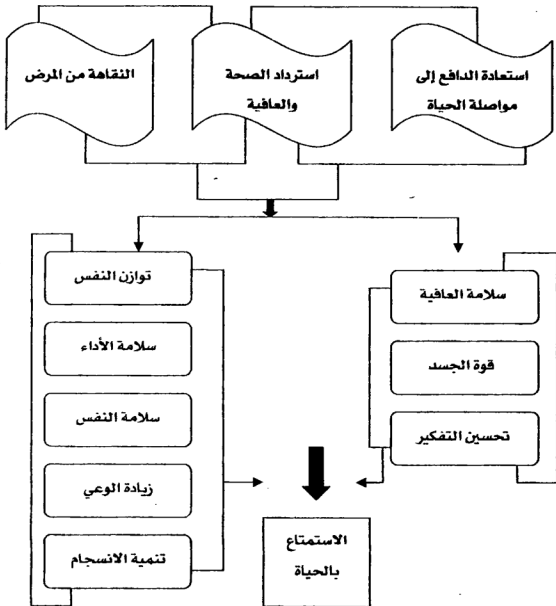 استعادة الدافع إلى
مواصلة الحياة
استرداد الصحة
والعافية
النقاهة من المرض
سلامة العافية
قوة الجسد
تحسين التفكير
توازن النفس
سلامة الأداء
سلامة النفس
زيادة الوعي
تنمية الانسجام
الاستمتاع
بالحياة